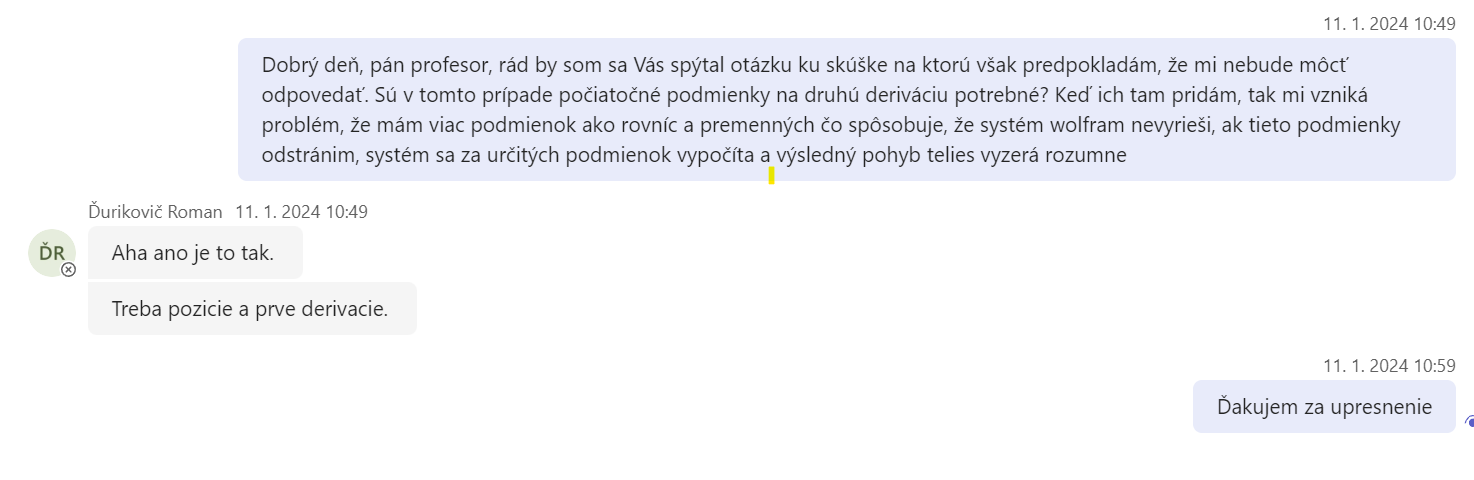 11. 1. 2024 10:49
Dobrý deň, pán profesor, rád by som sa Vás spýtal otázku ku skúške na ktorú však predpokladám, že mi nebude môcť
odpovedať. Sú v tomto prípade počiatočné podmienky na druhú deriváciu potrebné? Keď ich tam pridám, tak mi vzniká
problém, že mám viac podmienok ako rovníc a premenných čo spôsobuje, že systém wolfram nevyrieši, ak tieto podmienky
odstránim, systém sa za určitých podmienok vypočíta a výsledný pohyb telies vyzerá rozumne
Ďurikovič Roman 11. 1. 2024 10:49
ĎR
Aha ano je to tak.
Treba pozicie a prve derivacie.
11. 1. 2024 10:59
Ďakujem za upresnenie